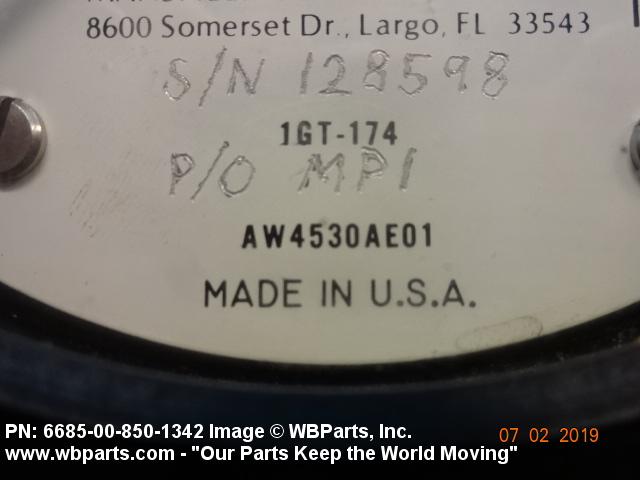 8600 Somerset Dr., Largo, FL 33543
S/N 128598
1GT-174
P/O MPI
AW4530AE01
MADE IN U.S.A.
PN: 6685-00-850-1342 Image © WBParts, Inc.
07 02 2019
www.wbparts.com - "Our Parts Keep the World Moving"